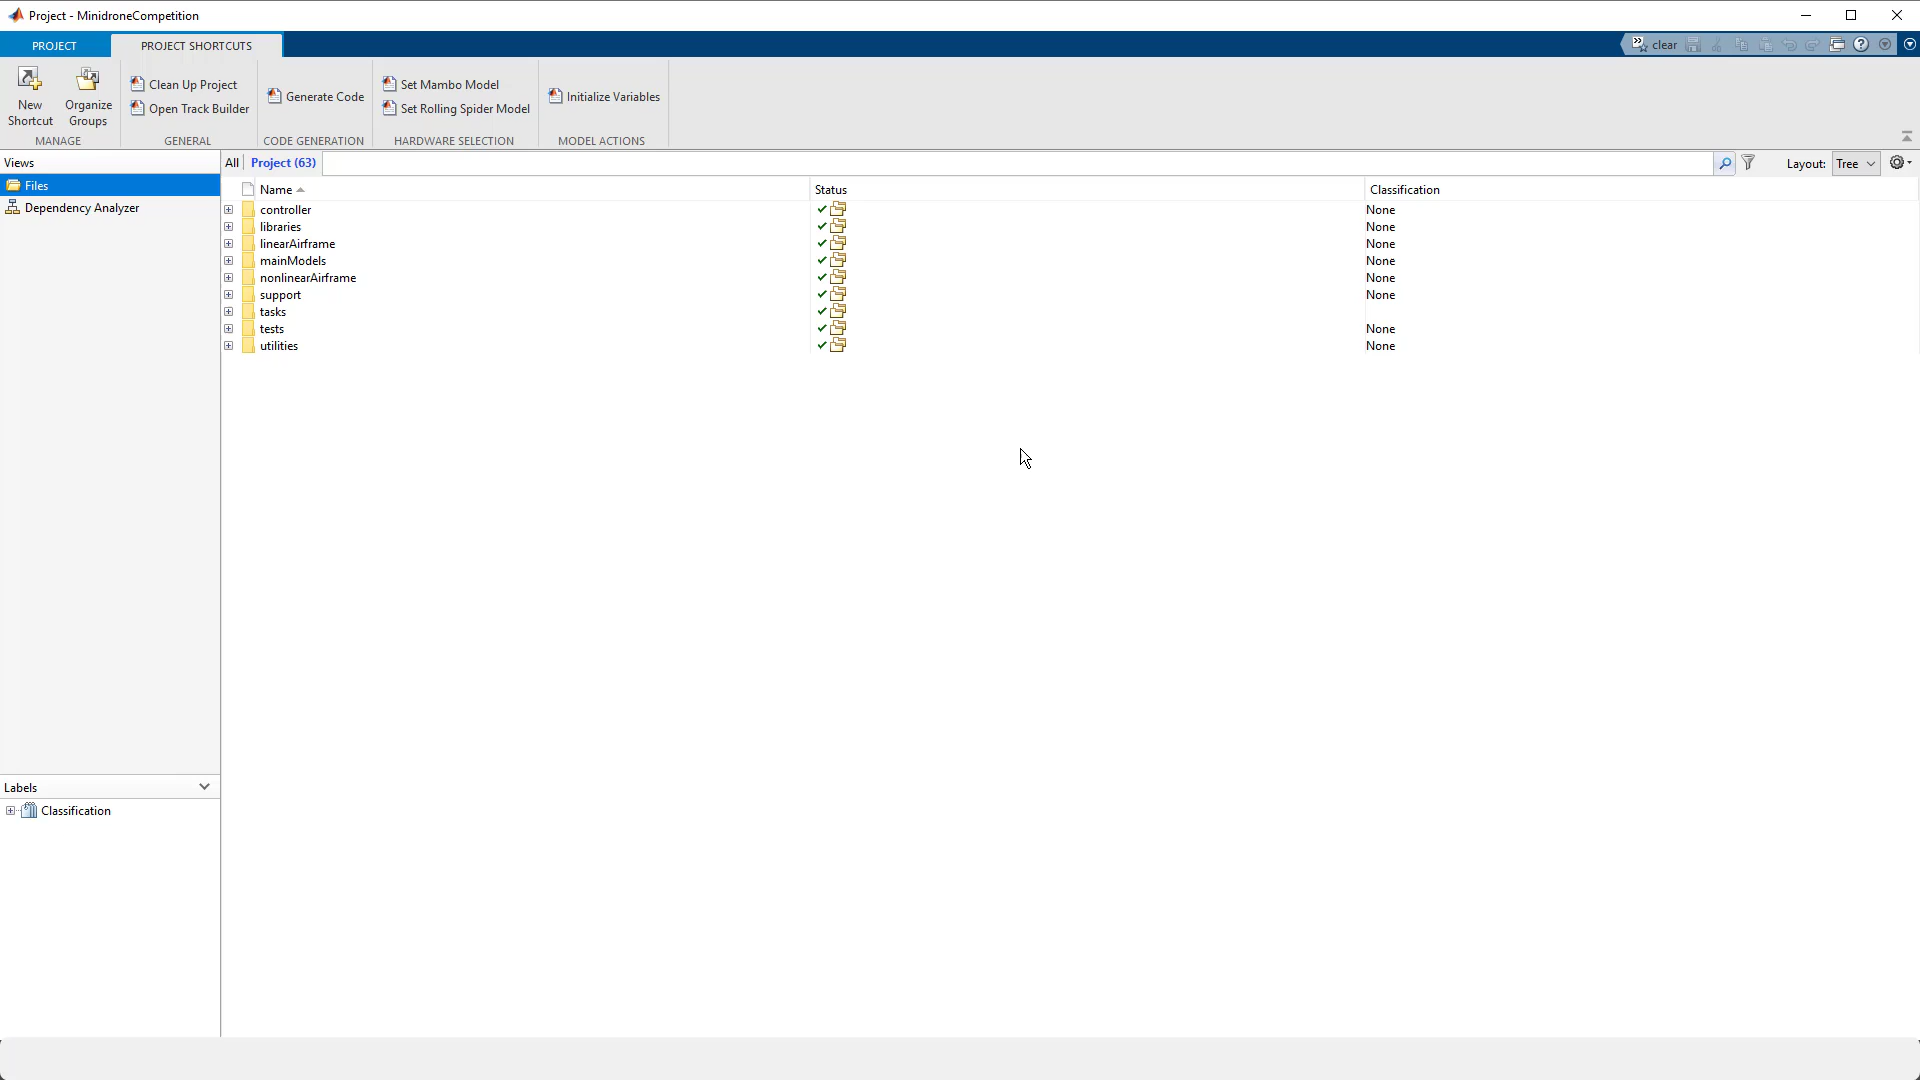 Project - MinidroneCompetition
PROJECT
PROJECT SHORTCUTS
clear
New Shortcut
Organize Groups
Clean Up Project
Open Track Builder
Generate Code
Set Mambo Model
Set Rolling Spider Model
Initialize Variables
MANAGE
GENERAL
CODE GENERATION
HARDWARE SELECTION
MODEL ACTIONS
Views
All
Project (63)
Layout:
Tree
Files
Dependency Analyzer
Name
Status
Classification
controller
None
libraries
None
linearAirframe
None
mainModels
None
nonlinearAirframe
None
support
None
tasks
tests
None
utilities
None
Labels
Classification